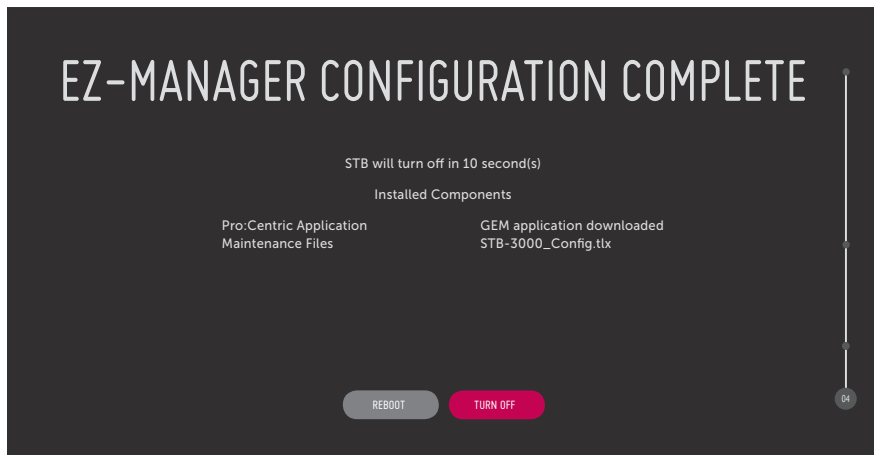 EZ-MANAGER CONFIGURATION COMPLETE
STB will turn off in 10 second(s)
Installed Components
Pro:Centric Application GEM application downloaded
Maintenance Files STB-3000_Config.tlx
REBOOT TURN OFF 04